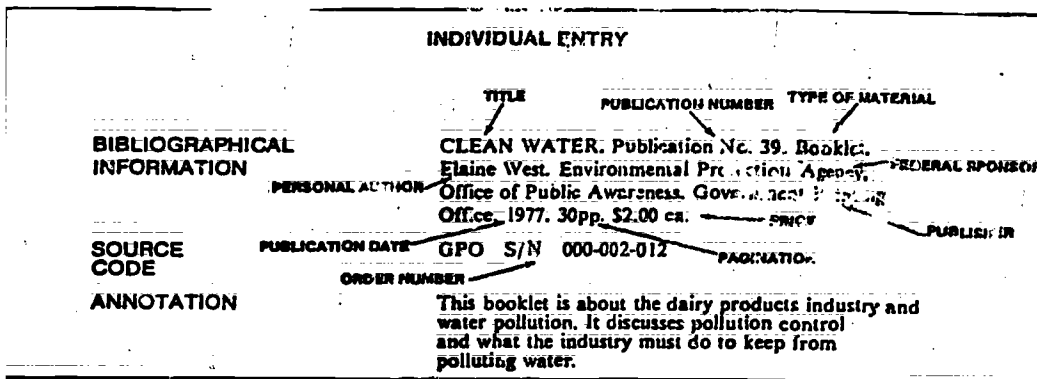 INDIVIDUAL ENTRY
TITLE
PUBLICATION NUMBER
TYPE OF MATERIAL
BIBLIOGRAPHICAL INFORMATION
CLEAN WATER. Publication No. 39. Booklet.
Elaine West. Environmental Agency,
FEDERAL SPONSOR
PERSONAL AUTHOR
Office of Public Awareness.
Office, 1977. 30pp. $2.00 ea.
PRICE
PUBLISHER
SOURCE CODE
PUBLICATION DATE
GPO S/N 000-002-012
PAGINATION
ORDER NUMBER
ANNOTATION
This booklet is about the dairy products industry and
water pollution. It discusses pollution control
and what the industry must do to keep from
polluting water.